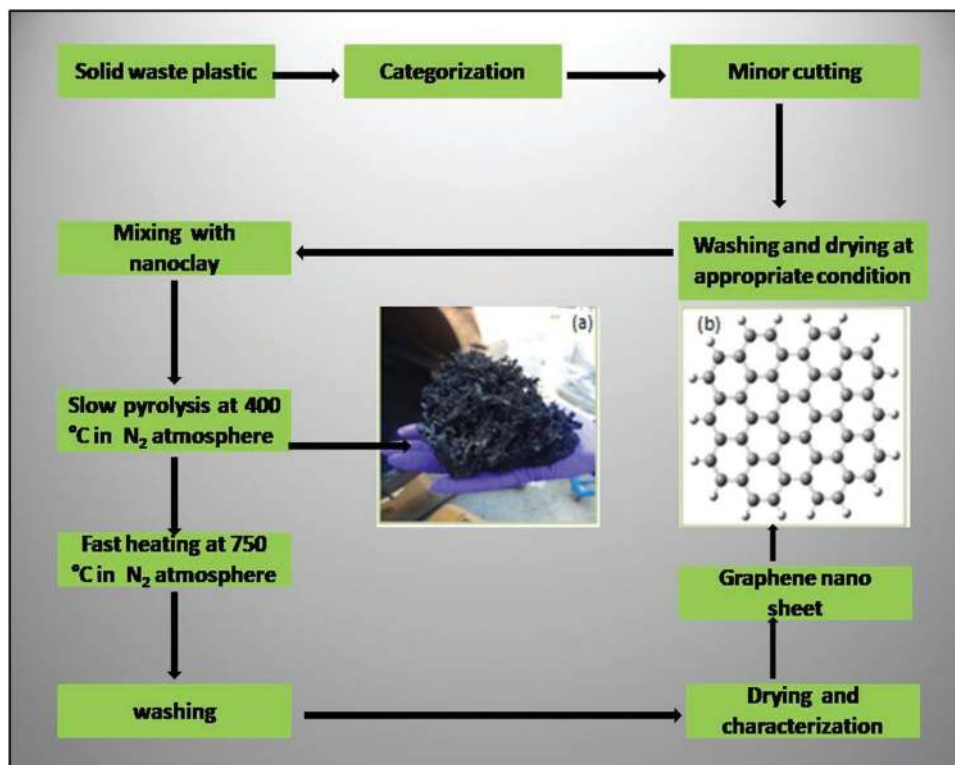 Solid waste plastic
Categorization
Minor cutting
Washing and drying at
appropriate condition
Mixing with
nanoclay
Slow pyrolysis at 400
°C in N₂ atmosphere
(a)
(b)
Fast heating at 750
°C in N₂ atmosphere
washing
Drying and
characterization
Graphene nano
sheet